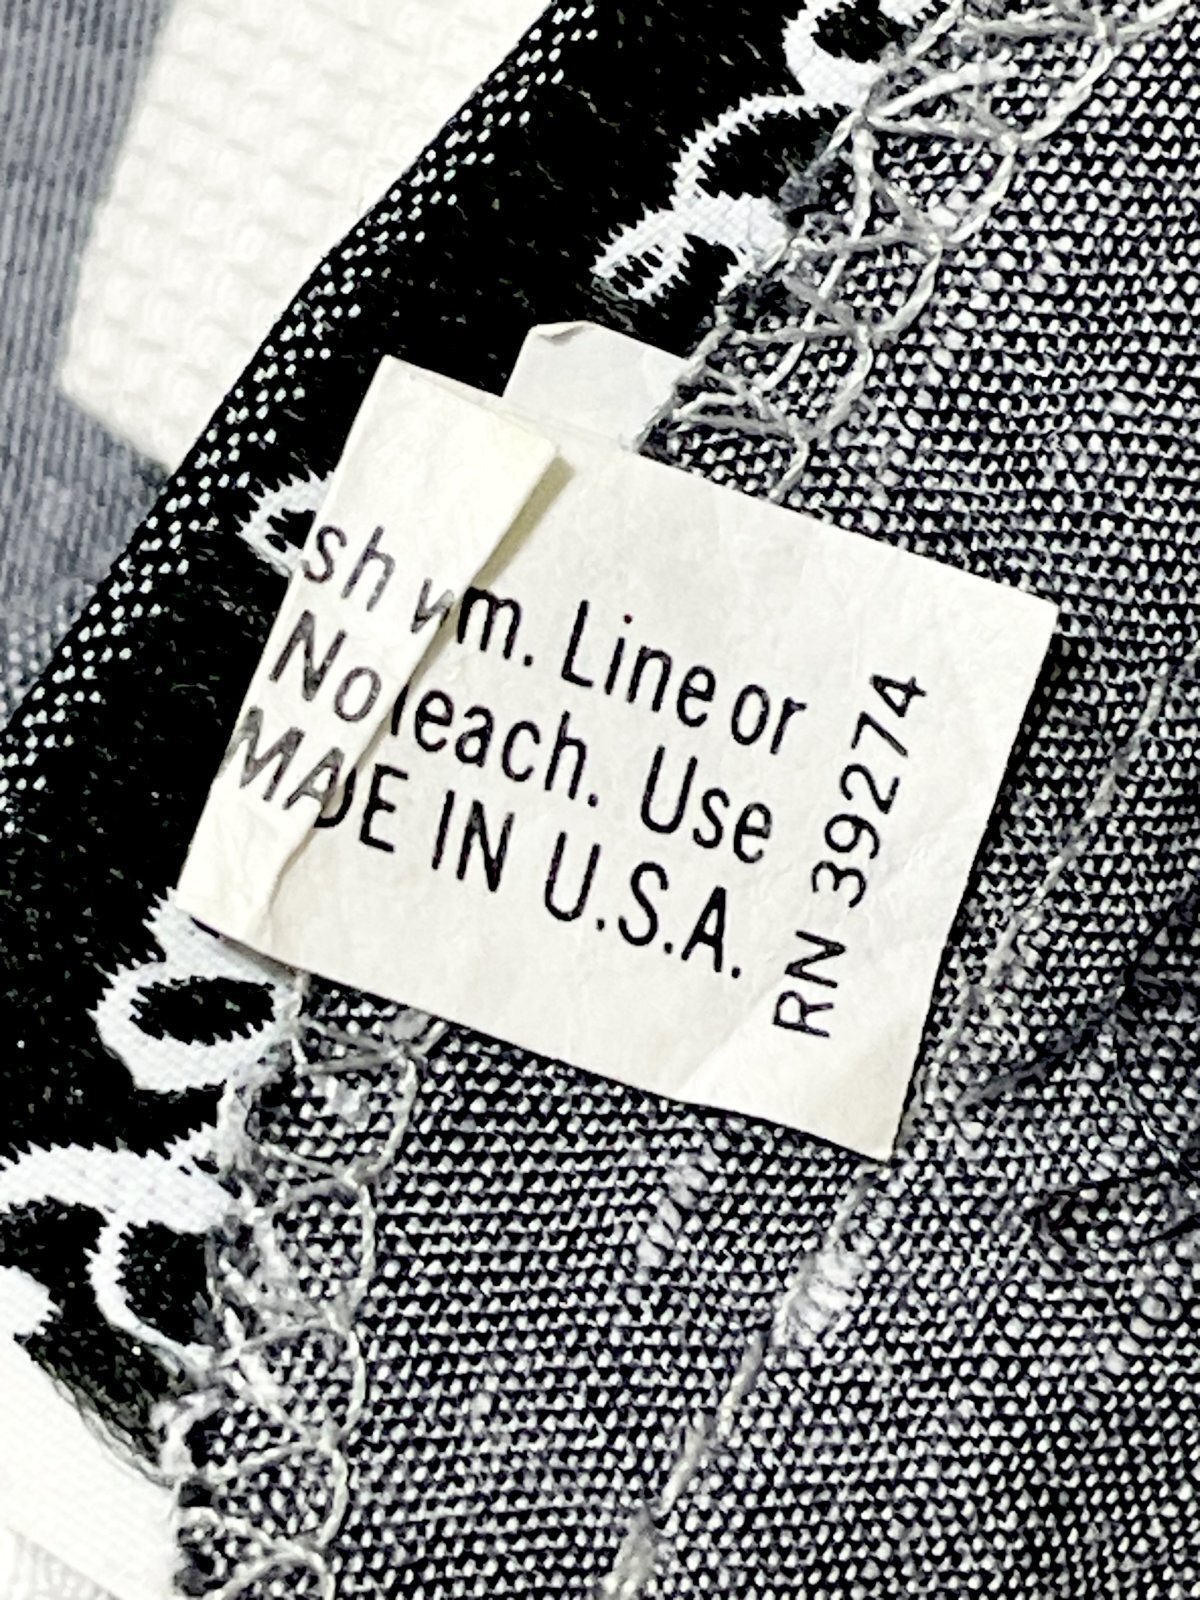 sh wm. Line or
No leach. Use
MADE IN U.S.A.
RN 39274